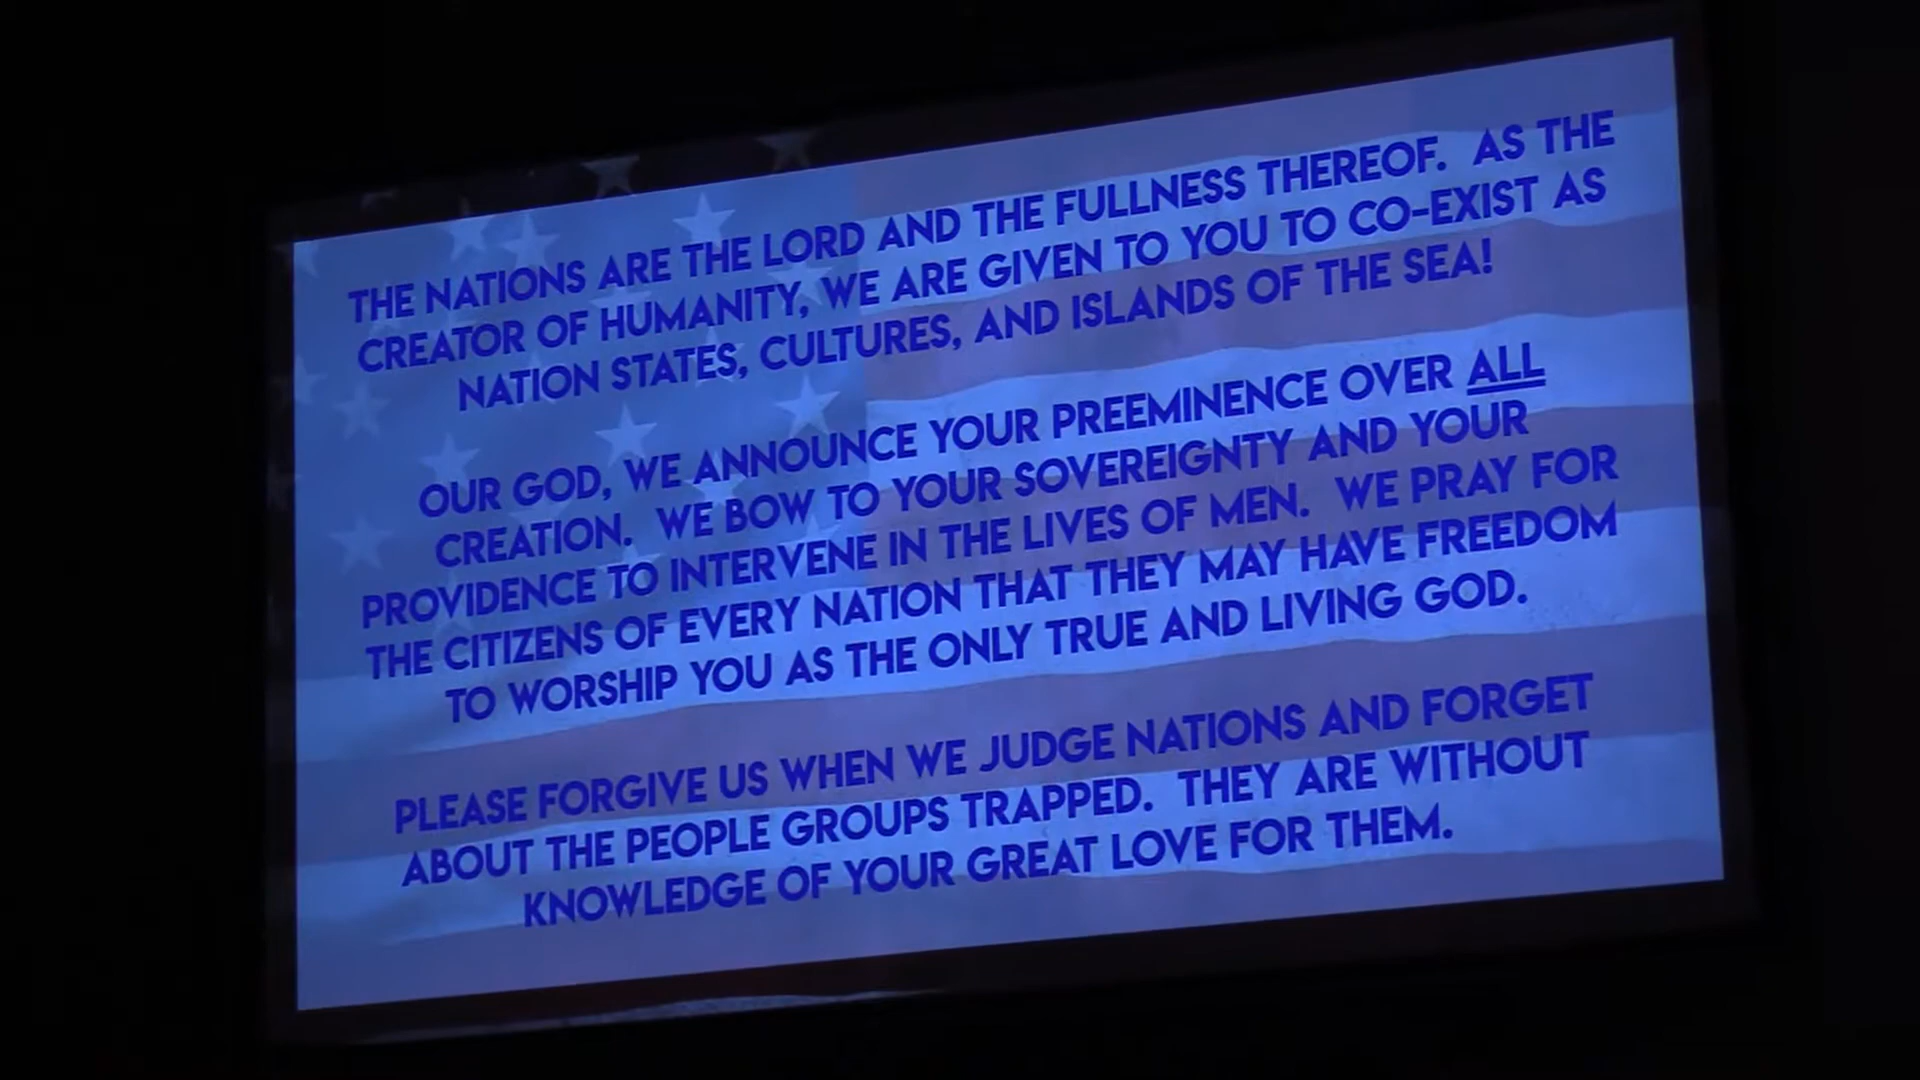 THE NATIONS ARE THE LORD AND THE FULLNESS THEREOF. AS THE
CREATOR OF HUMANITY, WE ARE GIVEN TO YOU TO CO-EXIST AS
NATION STATES, CULTURES, AND ISLANDS OF THE SEA!
OUR GOD, WE ANNOUNCE YOUR PREEMINENCE OVER ALL
CREATION. WE BOW TO YOUR SOVEREIGNTY AND YOUR
PROVIDENCE TO INTERVENE IN THE LIVES OF MEN. WE PRAY FOR
THE CITIZENS OF EVERY NATION THAT THEY MAY HAVE FREEDOM
TO WORSHIP YOU AS THE ONLY TRUE AND LIVING GOD.
PLEASE FORGIVE US WHEN WE JUDGE NATIONS AND FORGET
ABOUT THE PEOPLE GROUPS TRAPPED. THEY ARE WITHOUT
KNOWLEDGE OF YOUR GREAT LOVE FOR THEM.